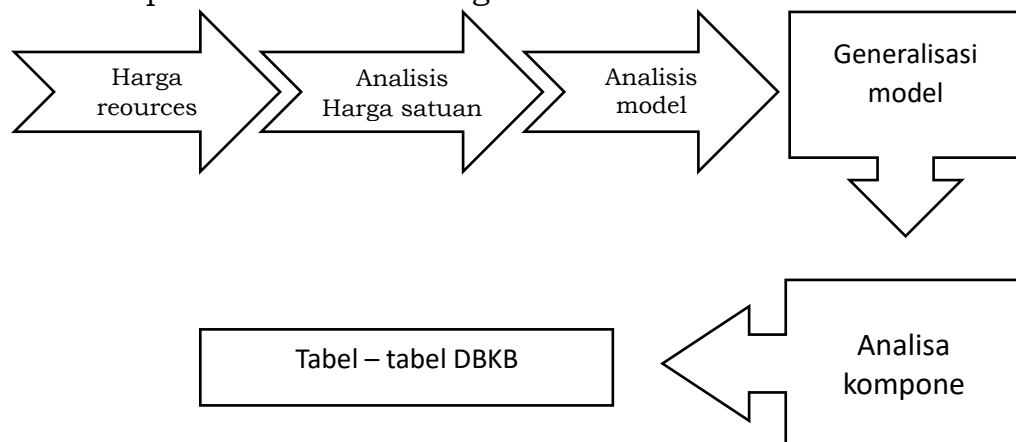 Harga
reources
Analisis
Harga satuan
Analisis
model
Generalisasi
model
Analisa
kompone
Tabel – tabel DBKB